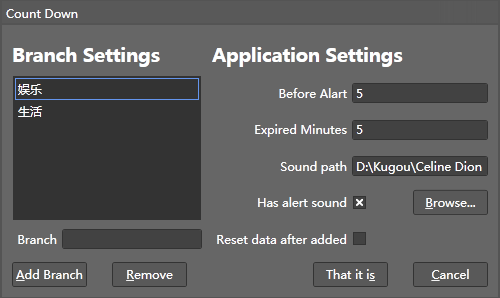 Count Down
Branch Settings
娱乐
生活
Branch
Add Branch
Remove
Application Settings
Before Alart
5
Expired Minutes
5
Sound path
D:\Kugou\Celine Dion
Has alert sound
Browse...
Reset data after added
That it is
Cancel